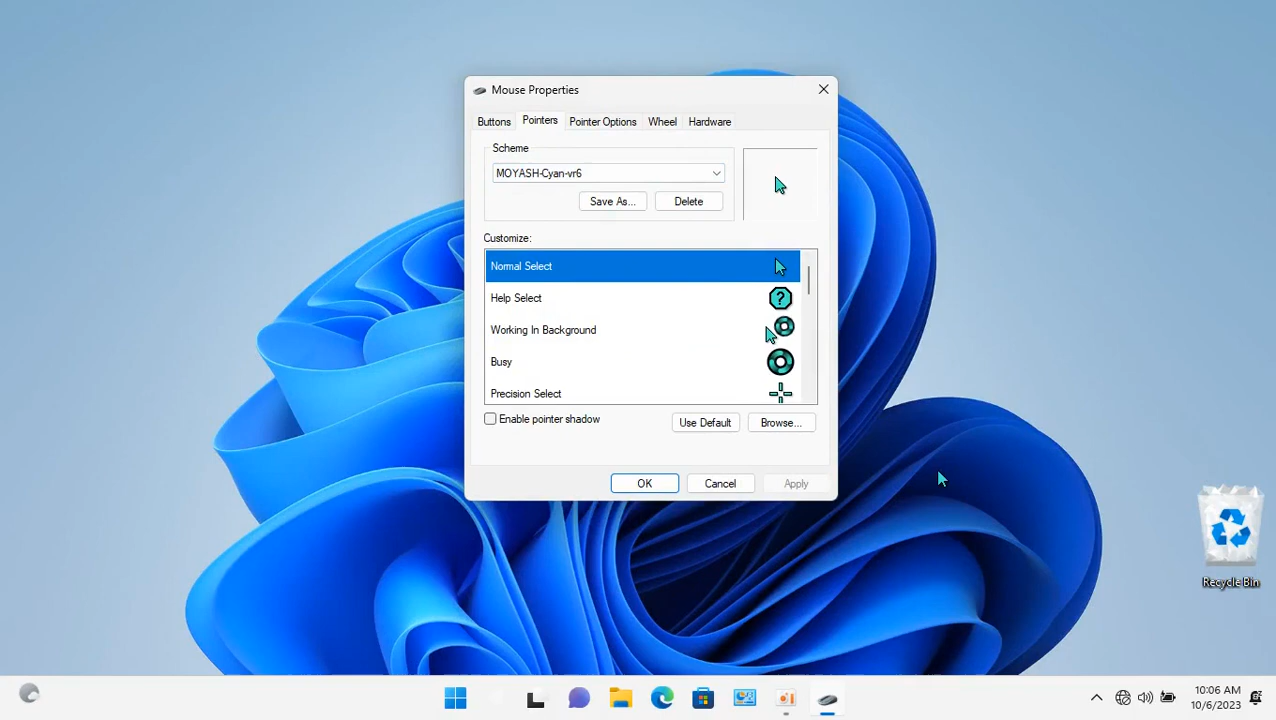 Mouse Properties
Buttons Pointers Pointer Options Wheel Hardware
Scheme
MOYASH-Cyan-vr6
Save As... Delete
Customize:
Normal Select
Help Select
?
Working In Background
Busy
Precision Select
Enable pointer shadow
Use Default Browse...
OK Cancel Apply
Recycle Bin
10:06 AM
10/6/2023